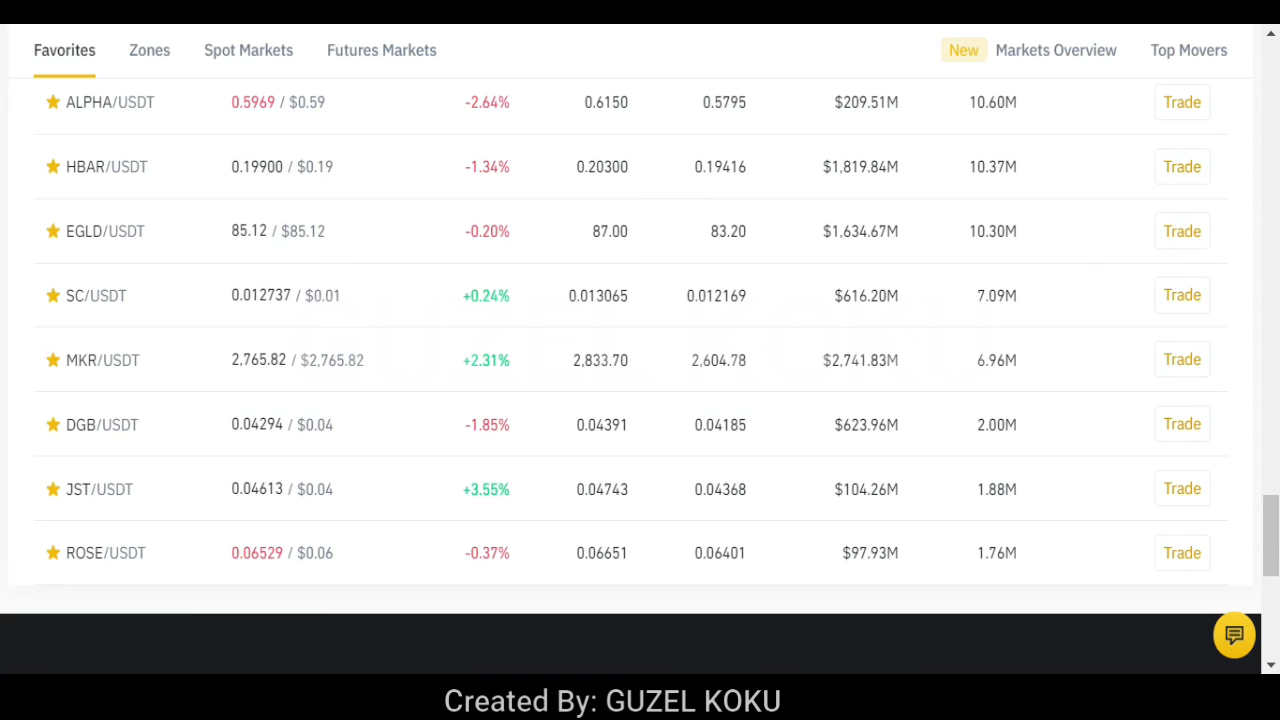 Favorites Zones Spot Markets Futures Markets New Markets Overview Top Movers
ALPHA/USDT 0.5969 / $0.59 -2.64% 0.6150 0.5795 $209.51M 10.60M Trade
HBAR/USDT 0.19900 / $0.19 -1.34% 0.20300 0.19416 $1,819.84M 10.37M Trade
EGLD/USDT 85.12 / $85.12 -0.20% 87.00 83.20 $1,634.67M 10.30M Trade
SC/USDT 0.012737 / $0.01 +0.24% 0.013065 0.012169 $616.20M 7.09M Trade
GUZEL KOKU
MKR/USDT 2,765.82 / $2,765.82 +2.31% 2,833.70 2,604.78 $2,741.83M 6.96M Trade
DGB/USDT 0.04294 / $0.04 -1.85% 0.04391 0.04185 $623.96M 2.00M Trade
JST/USDT 0.04613 / $0.04 +3.55% 0.04743 0.04368 $104.26M 1.88M Trade
ROSE/USDT 0.06529 / $0.06 -0.37% 0.06651 0.06401 $97.93M 1.76M Trade
Created By: GUZEL KOKU